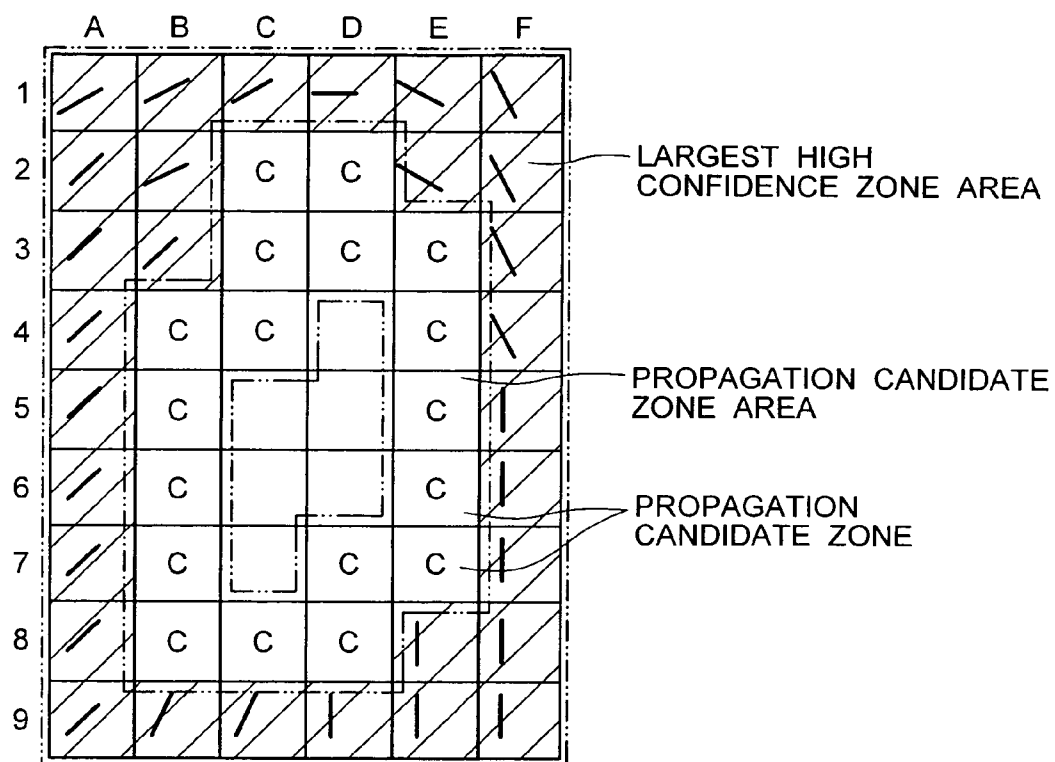 A B C D E F
1
2 C C LARGEST HIGH
CONFIDENCE ZONE AREA
3 C C C
4 C C C
5 C C PROPAGATION CANDIDATE
ZONE AREA
6 C C PROPAGATION
CANDIDATE ZONE
7 C C C
8 C C C
9